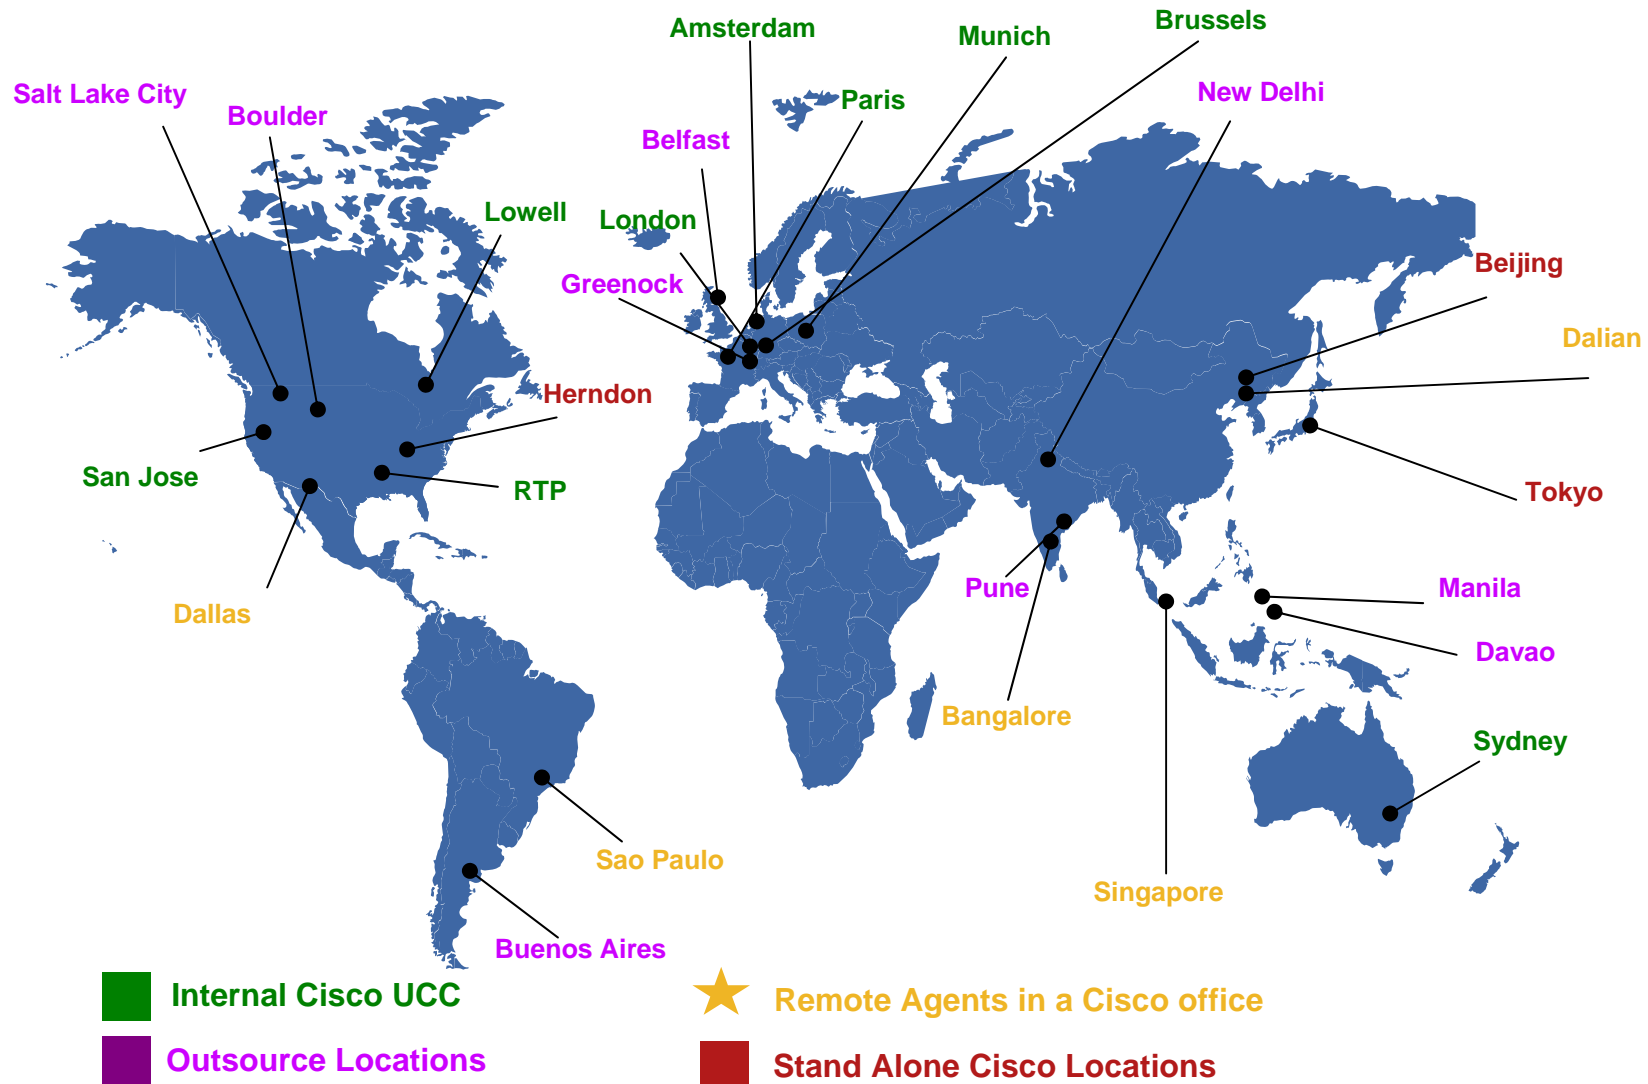 Brussels
Amsterdam
Munich
Salt Lake City
New Delhi
Paris
Boulder
Belfast
Lowell
London
Beijing
Greenock
Dalian
Herndon
San Jose
RTP
Tokyo
Pune
Manila
Dallas
Davao
Bangalore
Sydney
Sao Paulo
Singapore
Buenos Aires
Internal Cisco UCC
Remote Agents in a Cisco office
Outsource Locations
Stand Alone Cisco Locations